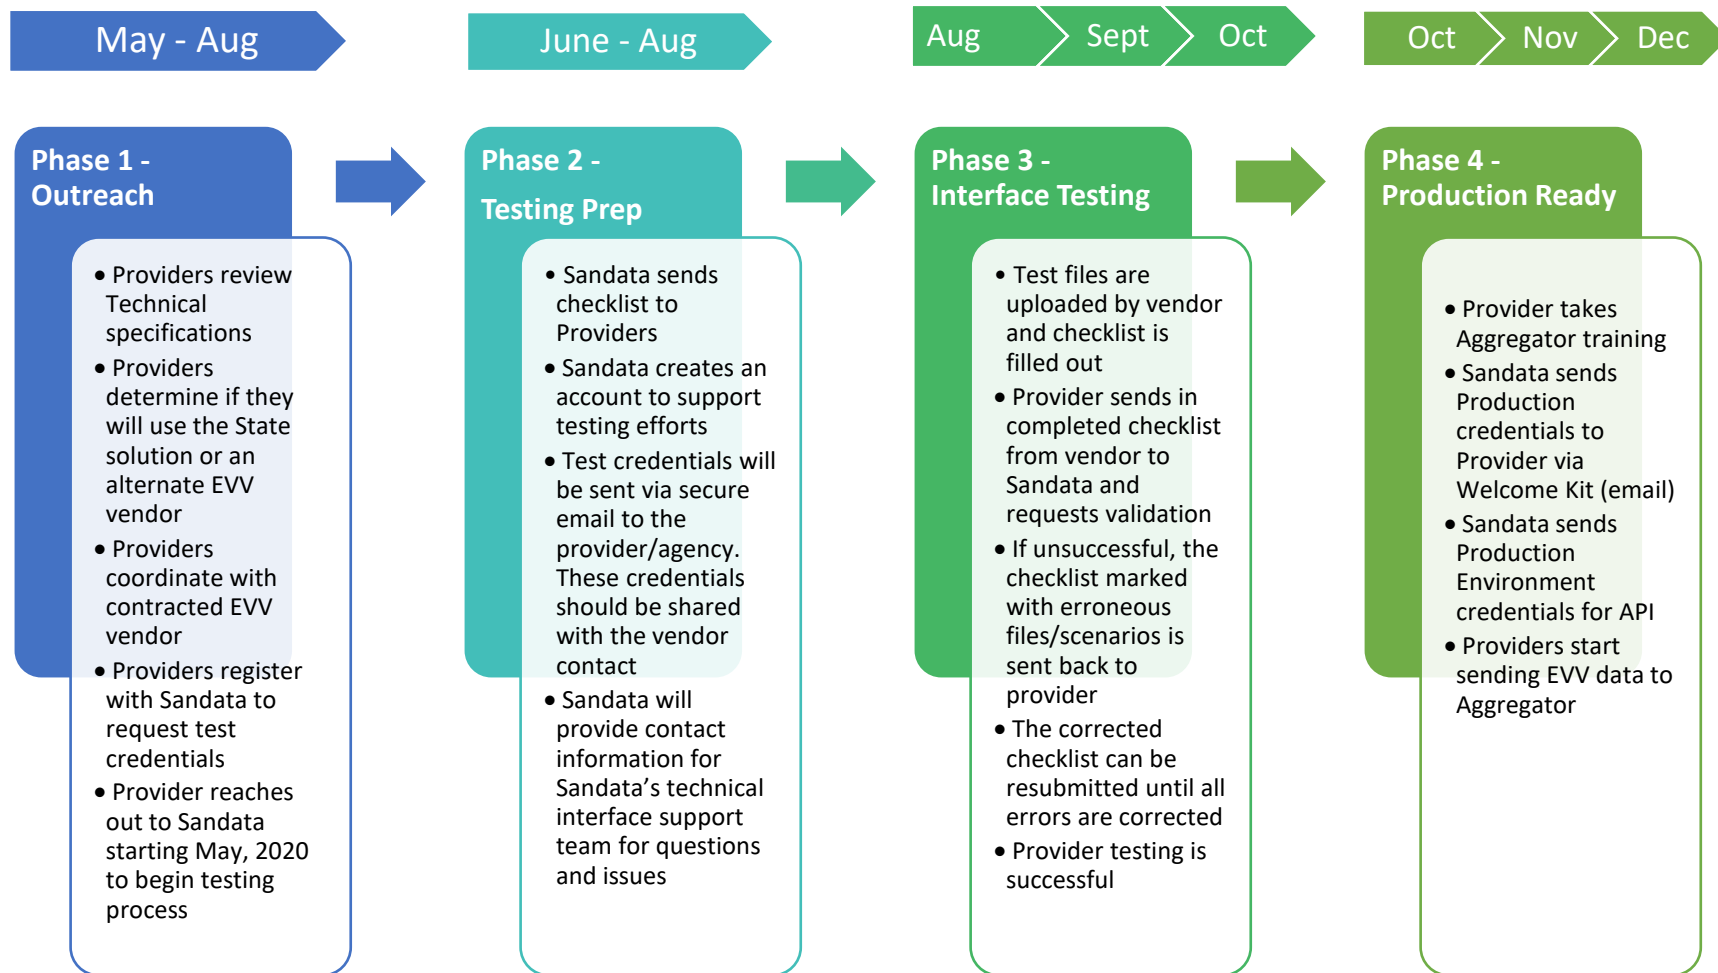 May - Aug
June - Aug
Aug
Sept
Oct
Oct
Nov
Dec
Phase 1 -
Outreach
• Providers review
Technical
specifications
• Providers
determine if they
will use the State
solution or an
alternate EVV
vendor
• Providers
coordinate with
contracted EVV
vendor
• Providers register
with Sandata to
request test
credentials
• Provider reaches
out to Sandata
starting May, 2020
to begin testing
process
Phase 2 -
Testing Prep
• Sandata sends
checklist to
Providers
• Sandata creates an
account to support
testing efforts
• Test credentials will
be sent via secure
email to the
provider/agency.
These credentials
should be shared
with the vendor
contact
• Sandata will
provide contact
information for
Sandata’s technical
interface support
team for questions
and issues
Phase 3 -
Interface Testing
• Test files are
uploaded by vendor
and checklist is
filled out
• Provider sends in
completed checklist
from vendor to
Sandata and
requests validation
• If unsuccessful, the
checklist marked
with erroneous
files/scenarios is
sent back to
provider
• The corrected
checklist can be
resubmitted until all
errors are corrected
• Provider testing is
successful
Phase 4 -
Production Ready
• Provider takes
Aggregator training
• Sandata sends
Production
credentials to
Provider via
Welcome Kit (email)
• Sandata sends
Production
Environment
credentials for API
• Providers start
sending EVV data to
Aggregator